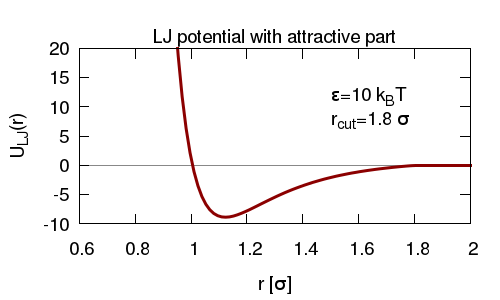 LJ potential with attractive part
20
15
10
5
0
-5
-10
U_LJ(r)
ε=10 k_BT
r_cut=1.8 σ
0.6 0.8 1 1.2 1.4 1.6 1.8 2
r [σ]